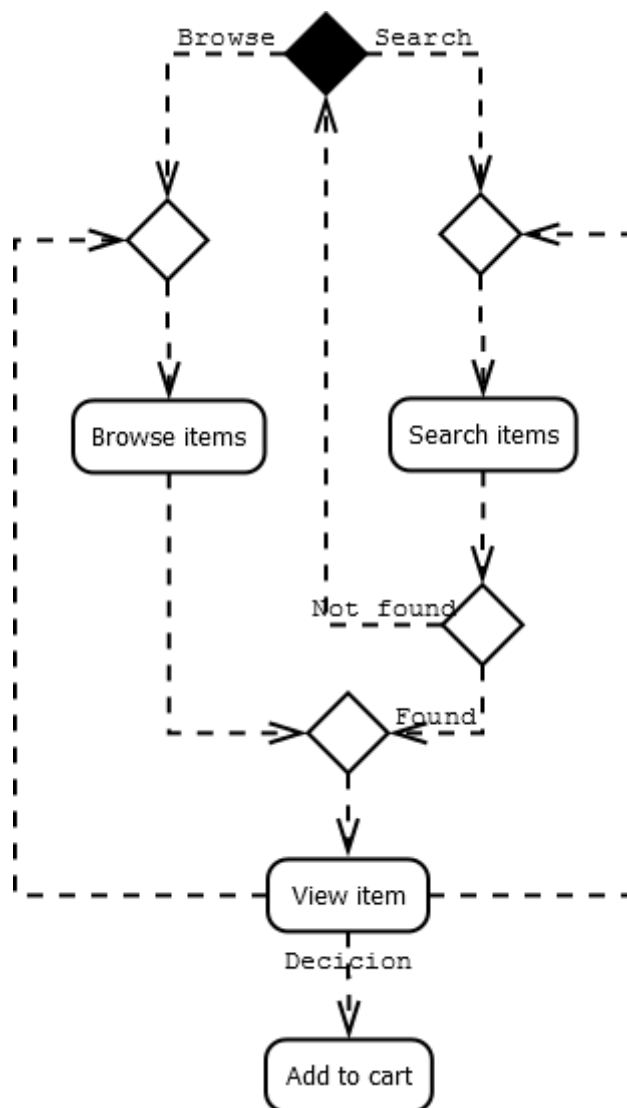 Browse
Search
Browse items
Search items
Not found
Found
View item
Decicion
Add to cart